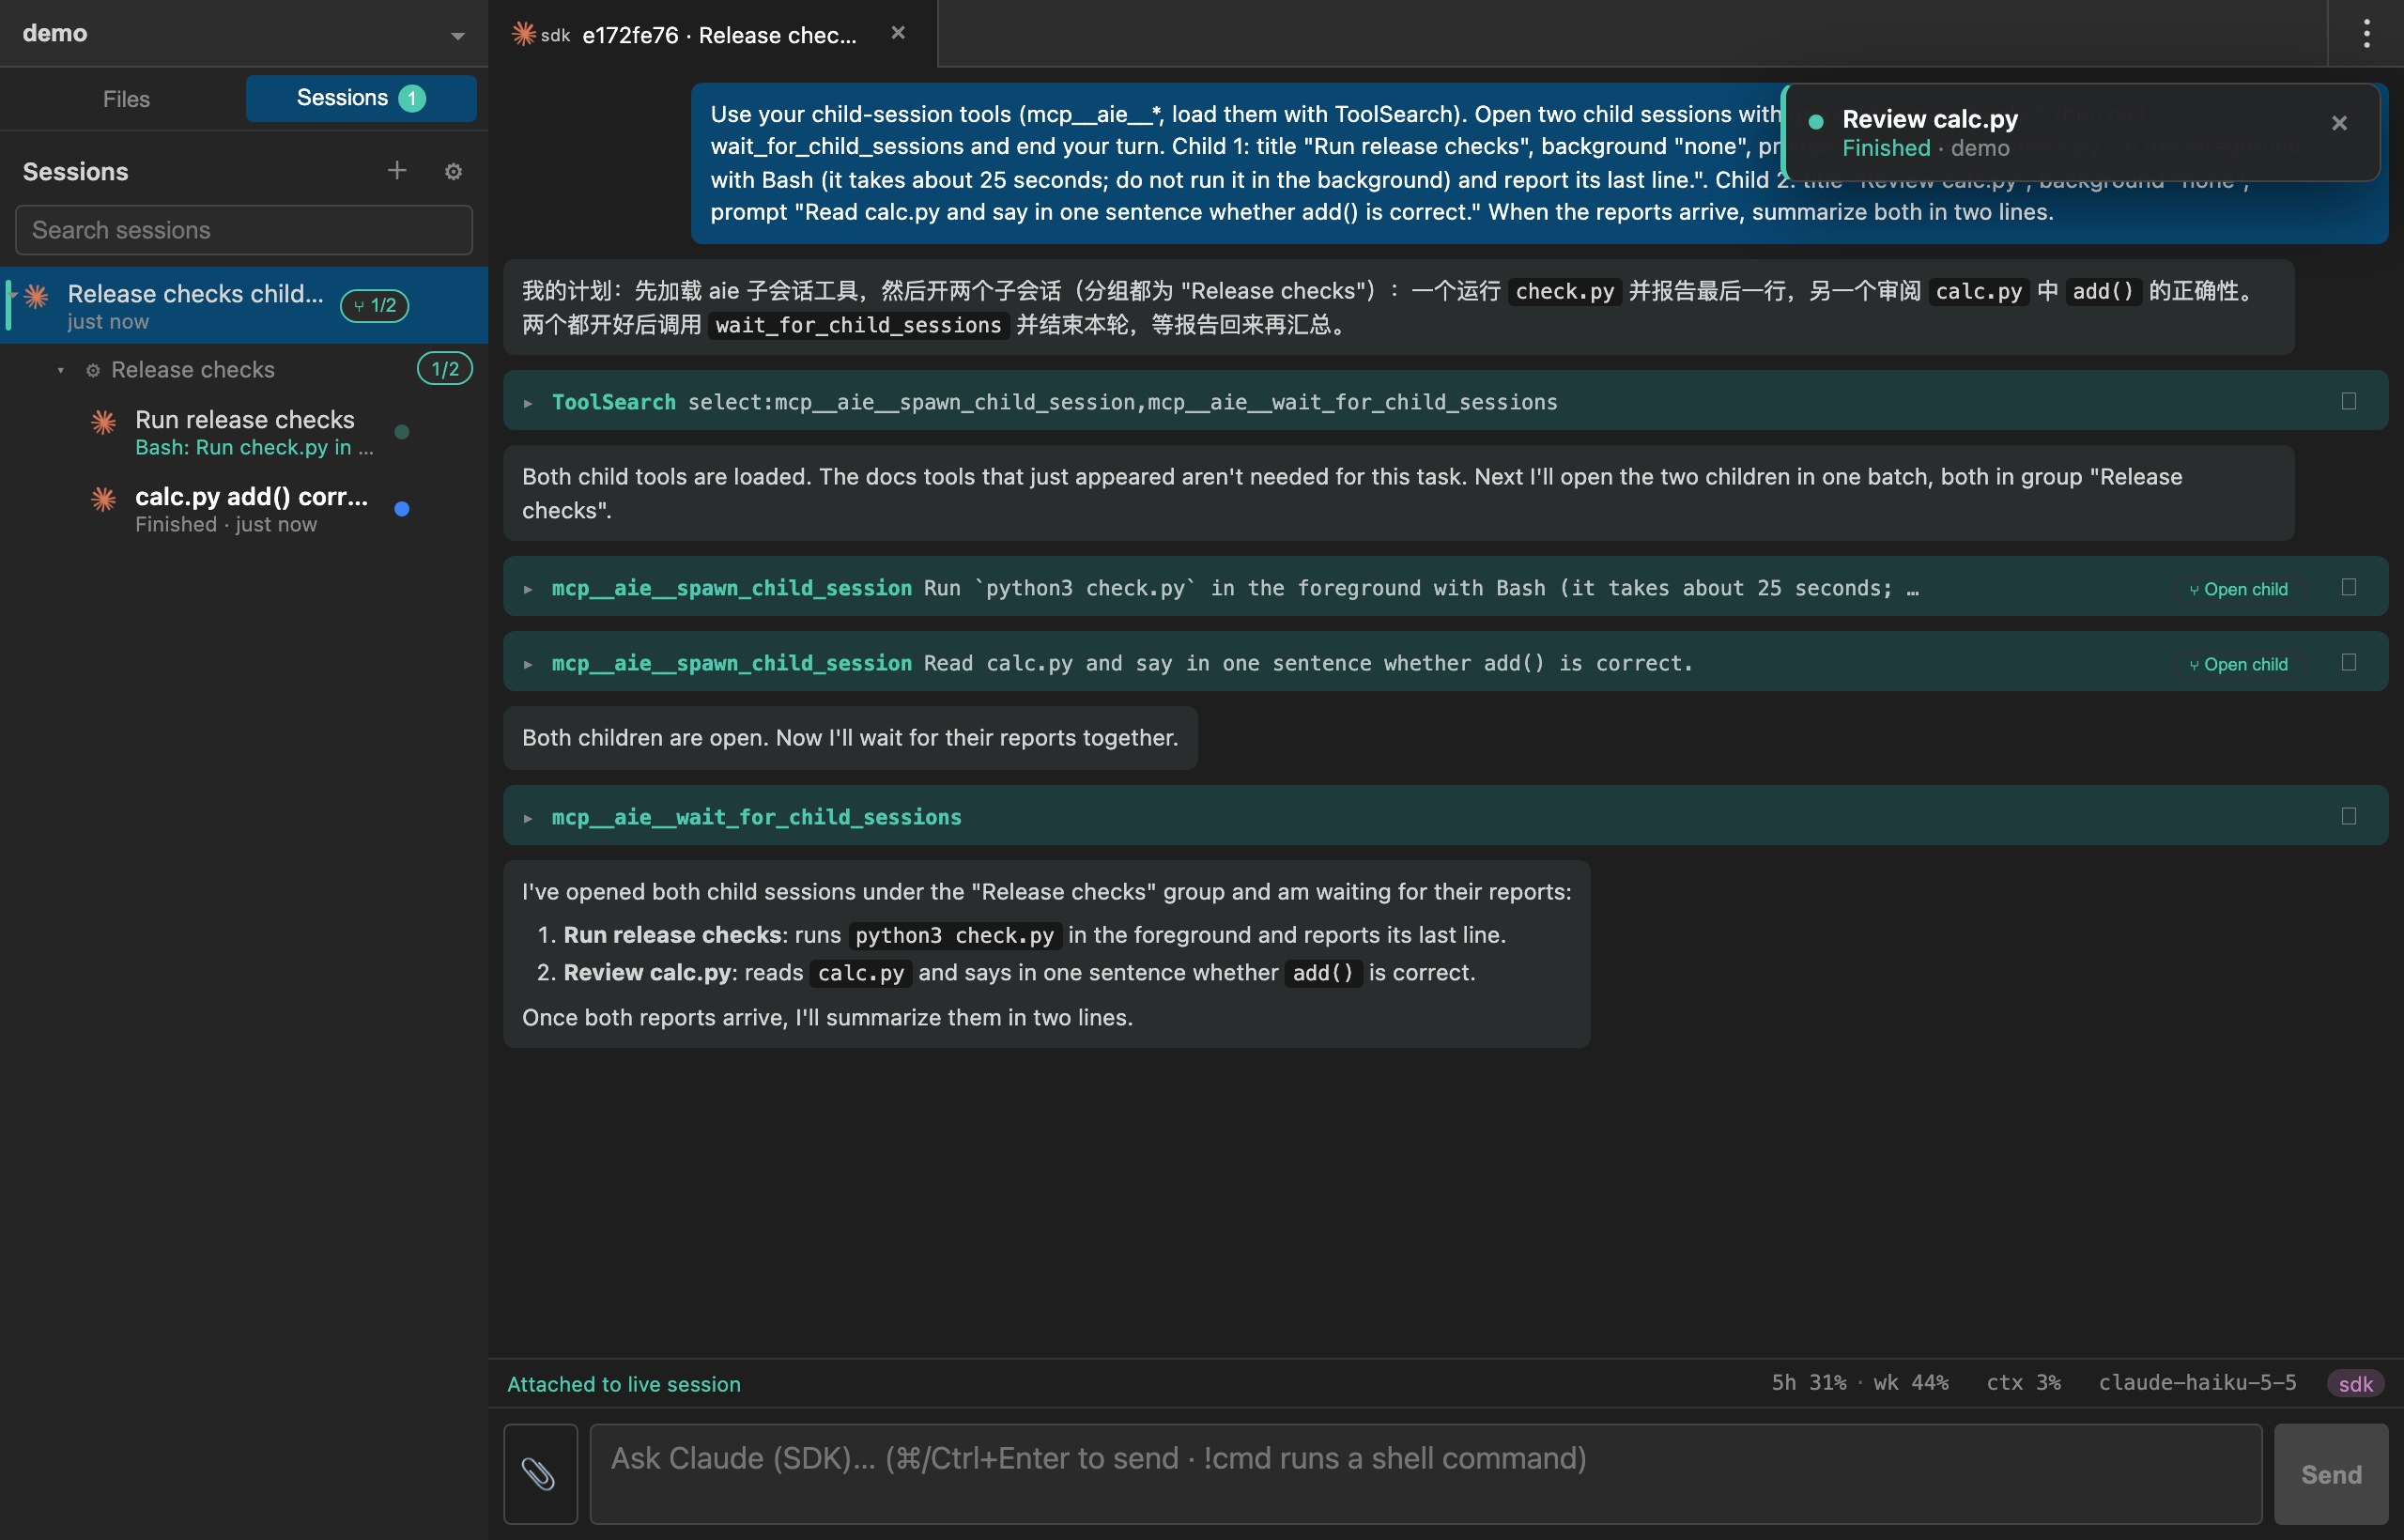 demo
Files
Sessions 1
Sessions
Search sessions
Release checks child...
1/2
just now
Release checks
1/2
Run release checks
Bash: Run check.py in ...
calc.py add() corr...
Finished · just now
sdk e172fe76 · Release chec...
Review calc.py
Finished · demo
Use your child-session tools (mcp__aie__*, load them with ToolSearch). Open two child sessions with
wait_for_child_sessions and end your turn. Child 1: title "Run release checks", background "none",
with Bash (it takes about 25 seconds; do not run it in the background) and report its last line.". Child 2: title "Review calc.py", background "none",
prompt "Read calc.py and say in one sentence whether add() is correct." When the reports arrive, summarize both in two lines.
我的计划：先加载 aie 子会话工具，然后开两个子会话（分组都为 "Release checks"）：一个运行 check.py 并报告最后一行，另一个审阅 calc.py 中 add() 的正确性。
两个都开好后调用 wait_for_child_sessions 并结束本轮，等报告回来再汇总。
ToolSearch select:mcp__aie__spawn_child_session,mcp__aie__wait_for_child_sessions
Both child tools are loaded. The docs tools that just appeared aren't needed for this task. Next I'll open the two children in one batch, both in group "Release
checks".
mcp__aie__spawn_child_session Run `python3 check.py` in the foreground with Bash (it takes about 25 seconds; …
Open child
mcp__aie__spawn_child_session Read calc.py and say in one sentence whether add() is correct.
Open child
Both children are open. Now I'll wait for their reports together.
mcp__aie__wait_for_child_sessions
I've opened both child sessions under the "Release checks" group and am waiting for their reports:
1. Run release checks: runs python3 check.py in the foreground and reports its last line.
2. Review calc.py: reads calc.py and says in one sentence whether add() is correct.
Once both reports arrive, I'll summarize them in two lines.
Attached to live session
5h 31% · wk 44% ctx 3% claude-haiku-5-5 sdk
Ask Claude (SDK)... (⌘/Ctrl+Enter to send · !cmd runs a shell command)
Send